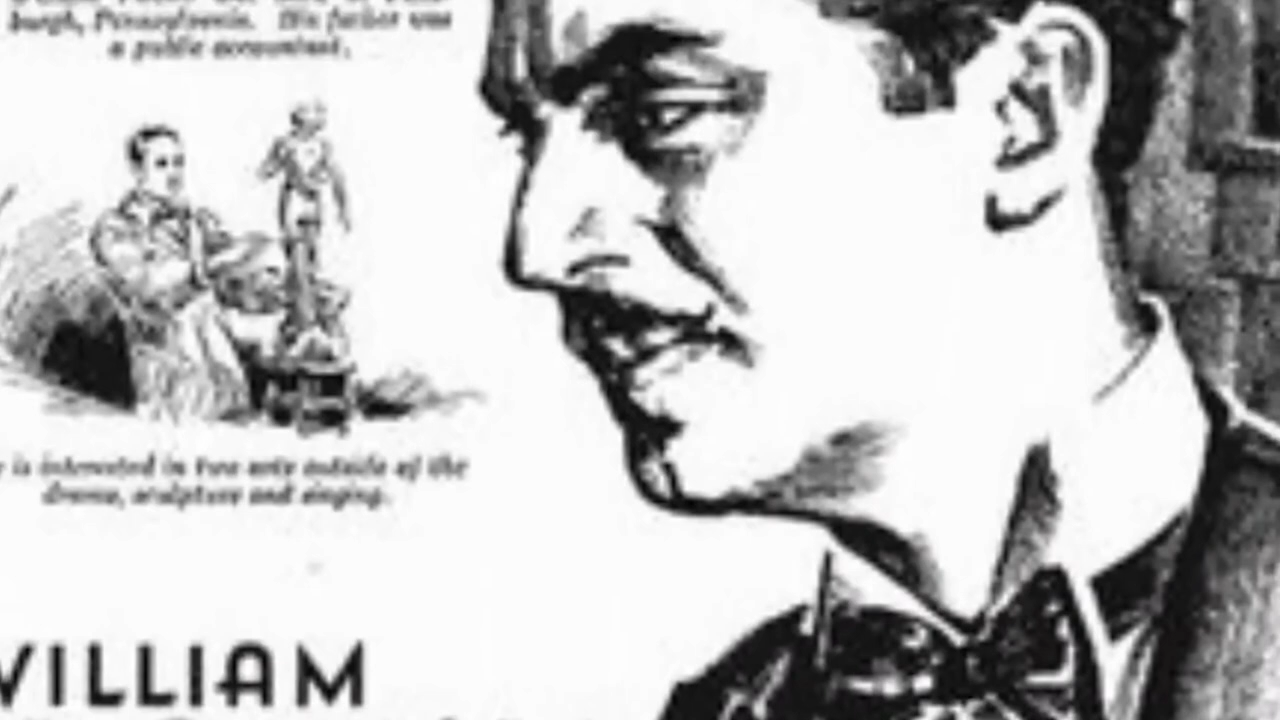 burgh, Pennsylvania. His father was
a public accountant.
is interested in two arts outside of the
drama, sculpture and singing.
WILLIAM